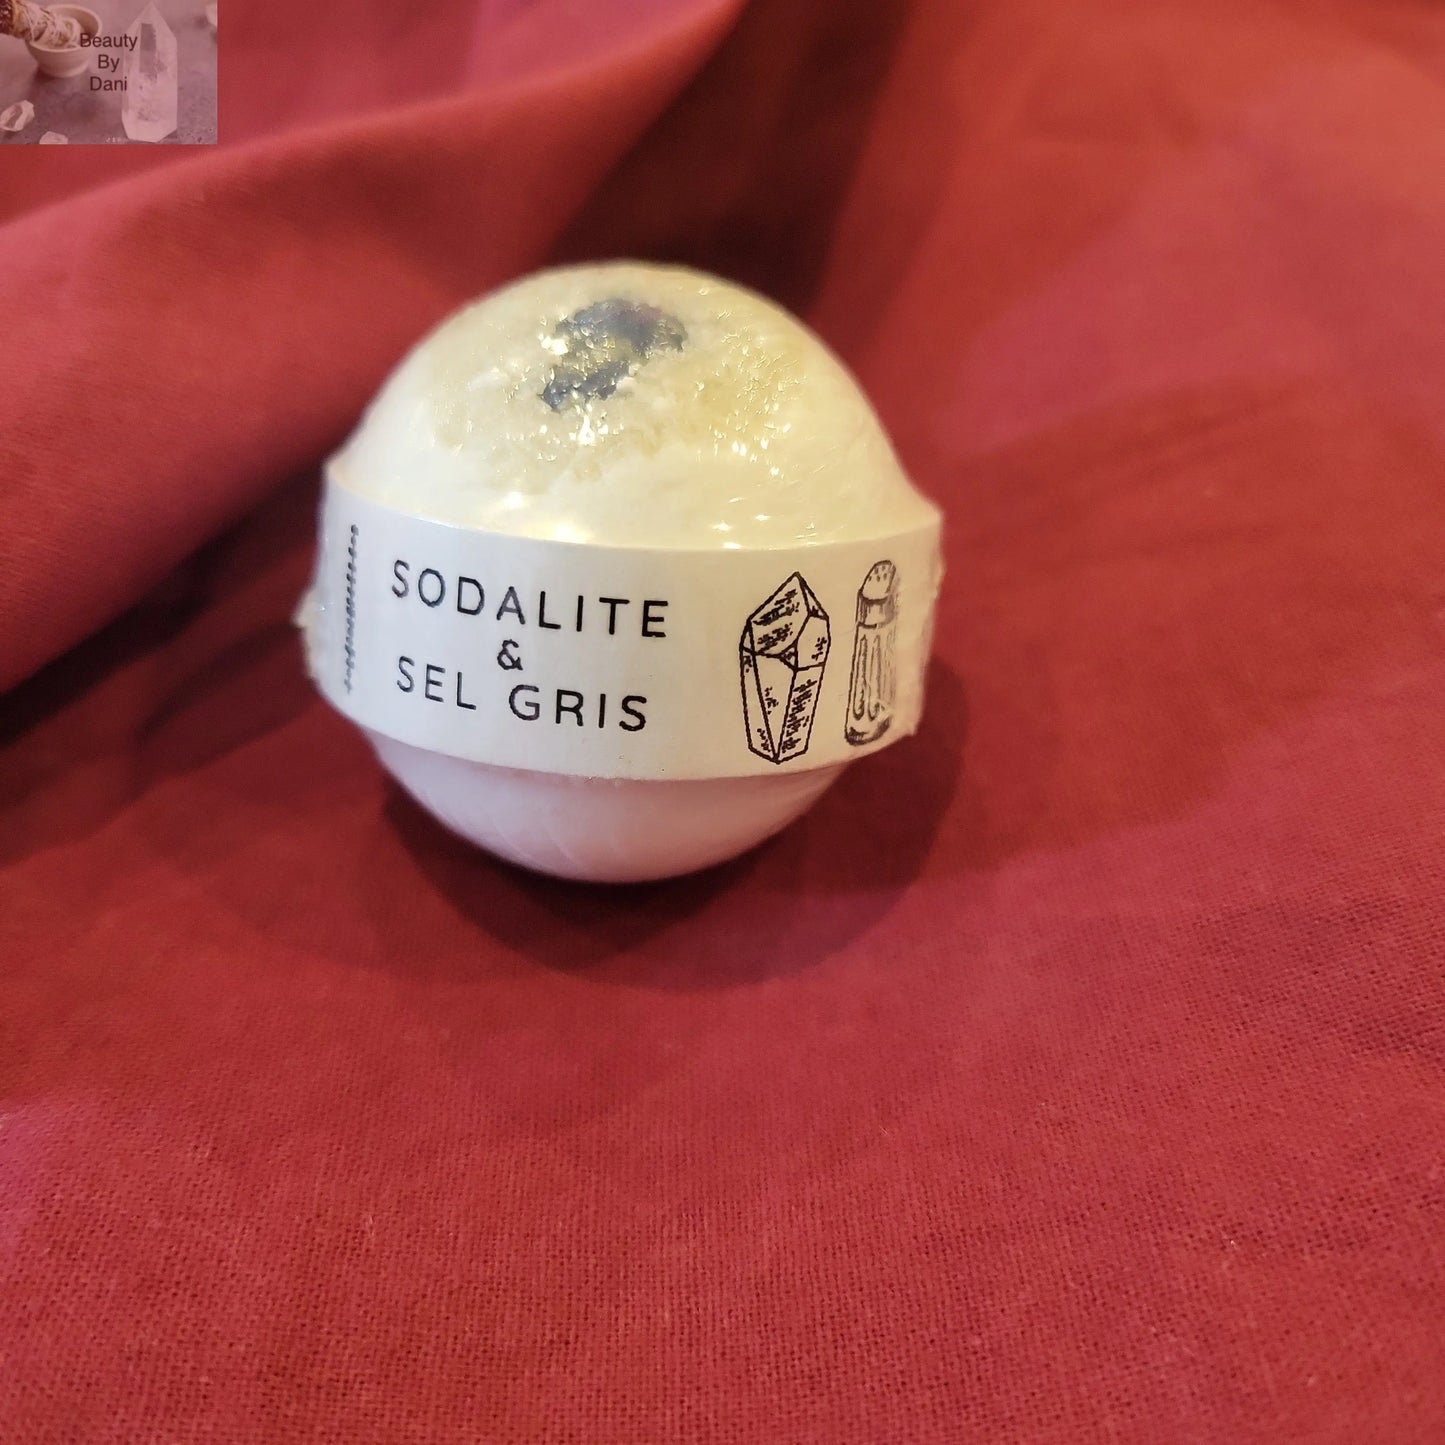 Beauty
By
Dani
SODALITE
&
SEL GRIS